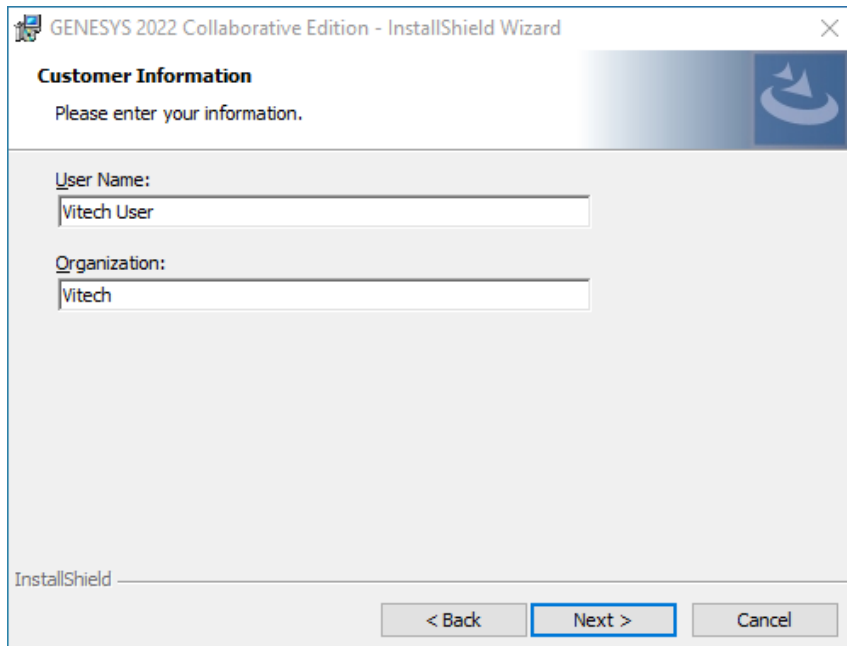 GENESYS 2022 Collaborative Edition - InstallShield Wizard
Customer Information
Please enter your information.
User Name:
Vitech User
Organization:
Vitech
InstallShield
< Back Next > Cancel